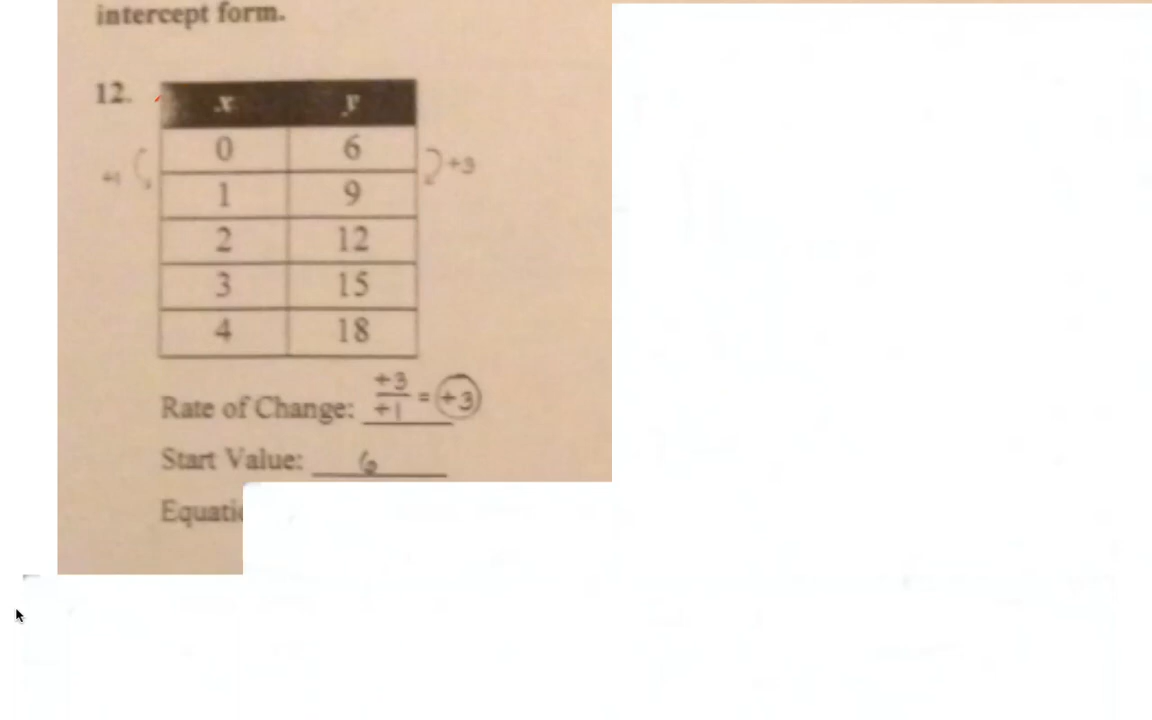 intercept form.
12.
x y
0 6
+1 +3
1 9
2 12
3 15
4 18
Rate of Change: +3/+1 = +3
Start Value: 6
Equatio